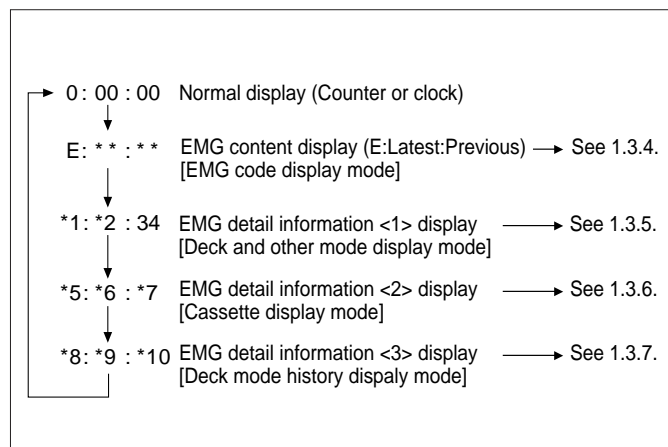 0: 00 : 00 Normal display (Counter or clock)
E: * * : * * EMG content display (E:Latest:Previous) See 1.3.4.
[EMG code display mode]
*1: *2 : 34 EMG detail information <1> display See 1.3.5.
[Deck and other mode display mode]
*5: *6 : *7 EMG detail information <2> display See 1.3.6.
[Cassette display mode]
*8: *9 : *10 EMG detail information <3> display See 1.3.7.
[Deck mode history dispaly mode]